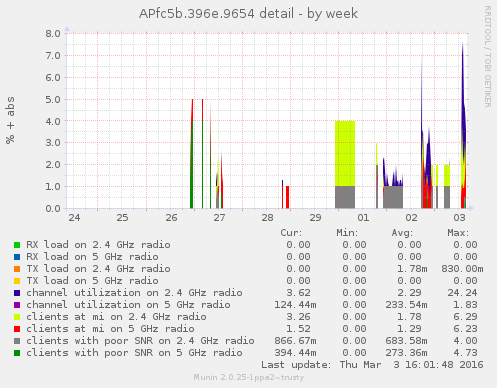 APfc5b.396e.9654 detail - by week
RRDTOOL / TOBI OETIKER
% + abs
8.0
7.0
6.0
5.0
4.0
3.0
2.0
1.0
0.0
24 25 26 27 28 29 01 02 03
Cur: Min: Avg: Max:
RX load on 2.4 GHz radio 0.00 0.00 0.00 0.00
RX load on 5 GHz radio 0.00 0.00 0.00 0.00
TX load on 2.4 GHz radio 0.00 0.00 1.78m 830.00m
TX load on 5 GHz radio 0.00 0.00 0.00 0.00
channel utilization on 2.4 GHz radio 3.62 0.00 2.29 24.24
channel utilization on 5 GHz radio 124.44m 0.00 233.54m 1.83
clients at mi on 2.4 GHz radio 3.26 0.00 1.78 6.29
clients at mi on 5 GHz radio 1.52 0.00 1.29 6.23
clients with poor SNR on 2.4 GHz radio 866.67m 0.00 683.58m 4.00
clients with poor SNR on 5 GHz radio 394.44m 0.00 273.36m 4.73
Last update: Thu Mar 3 16:01:48 2016
Munin 2.0.25-1ppa2~trusty